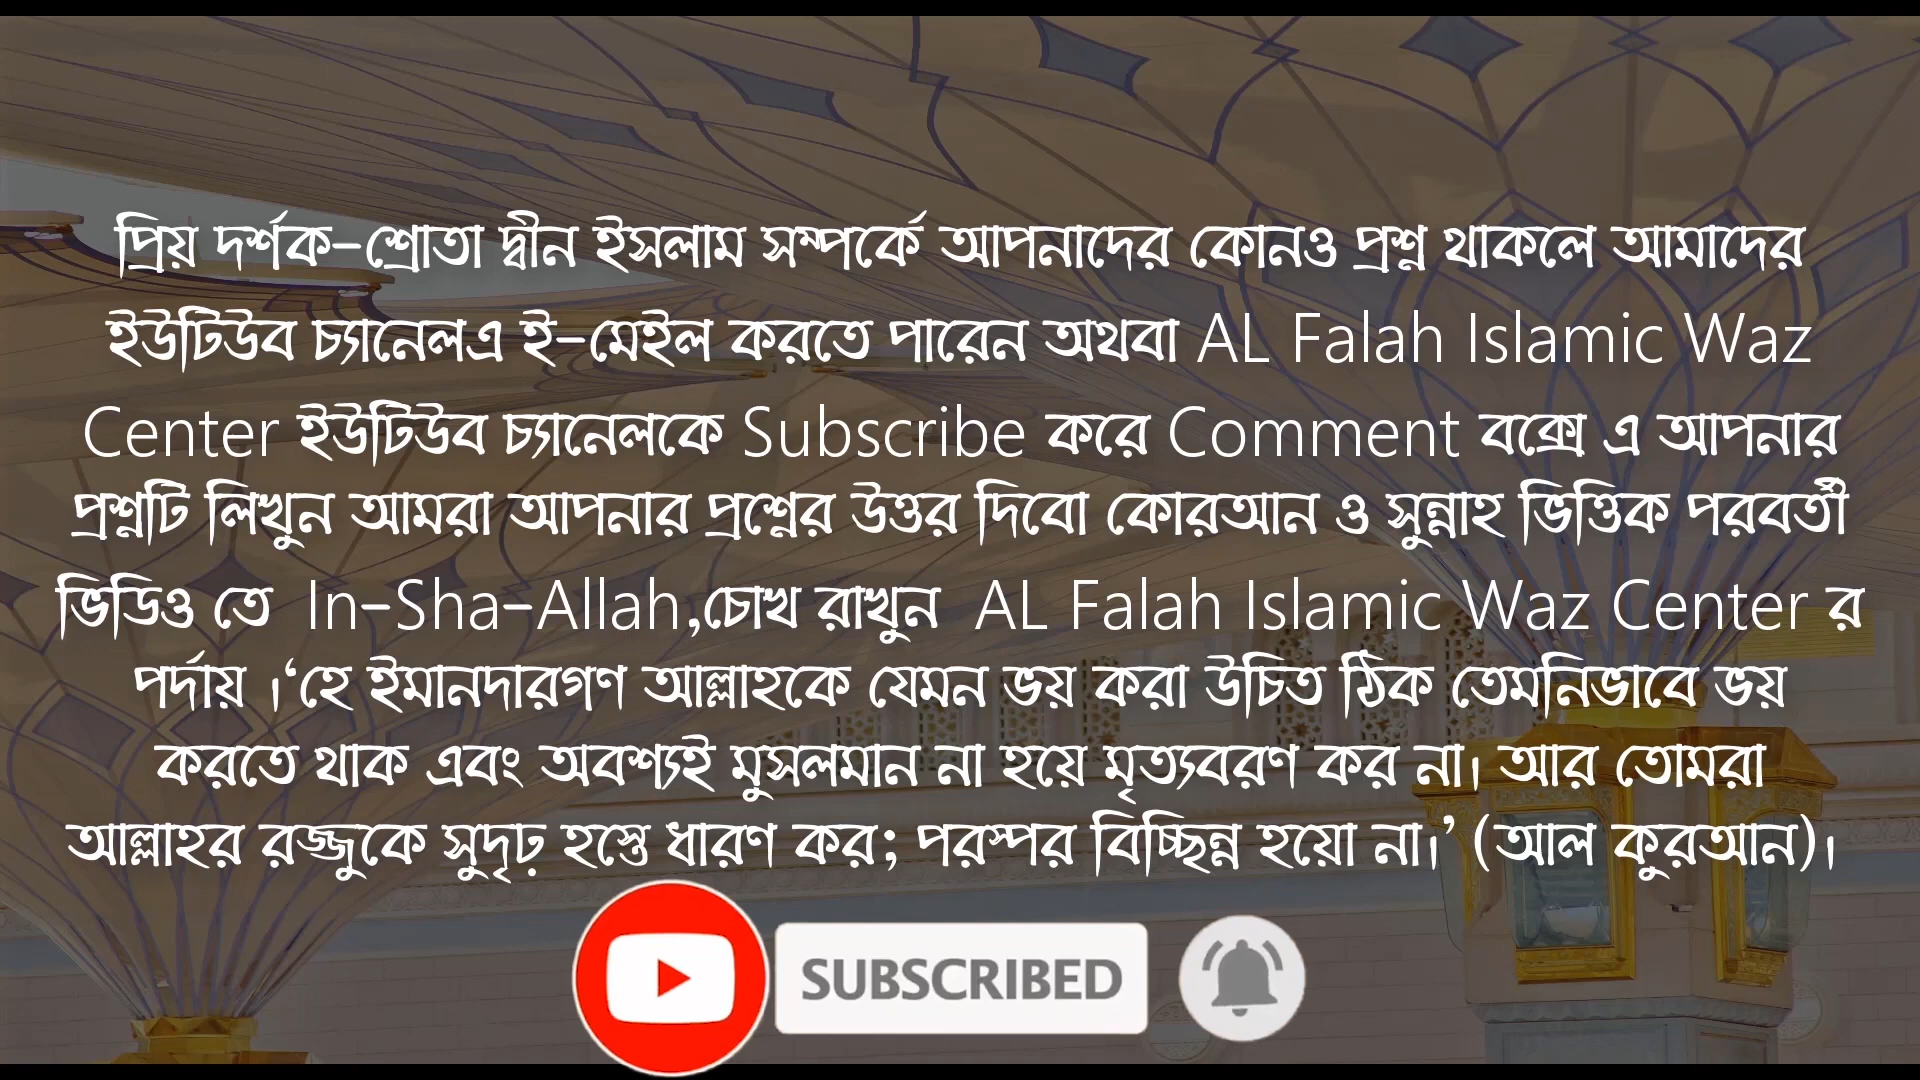 প্রিয় দর্শক-শ্রোতা দ্বীন ইসলাম সম্পর্কে আপনাদের কোনও প্রশ্ন থাকলে আমাদের
ইউটিউব চ্যানেলএ ই-মেইল করতে পারেন অথবা AL Falah Islamic Waz
Center ইউটিউব চ্যানেলকে Subscribe করে Comment বক্সে এ আপনার
প্রশ্নটি লিখুন আমরা আপনার প্রশ্নের উত্তর দিবো কোরআন ও সুন্নাহ ভিত্তিক পরবর্তী
ভিডিও তে In-Sha-Allah,চোখ রাখুন AL Falah Islamic Waz Center র
পর্দায় ।‘হে ইমানদারগণ আল্লাহকে যেমন ভয় করা উচিত ঠিক তেমনিভাবে ভয়
করতে থাক এবং অবশ্যই মুসলমান না হয়ে মৃত্যবরণ কর না। আর তোমরা
আল্লাহর রজ্জুকে সুদৃঢ় হস্তে ধারণ কর; পরস্পর বিচ্ছিন্ন হয়ো না।’ (আল কুরআন)।
SUBSCRIBED